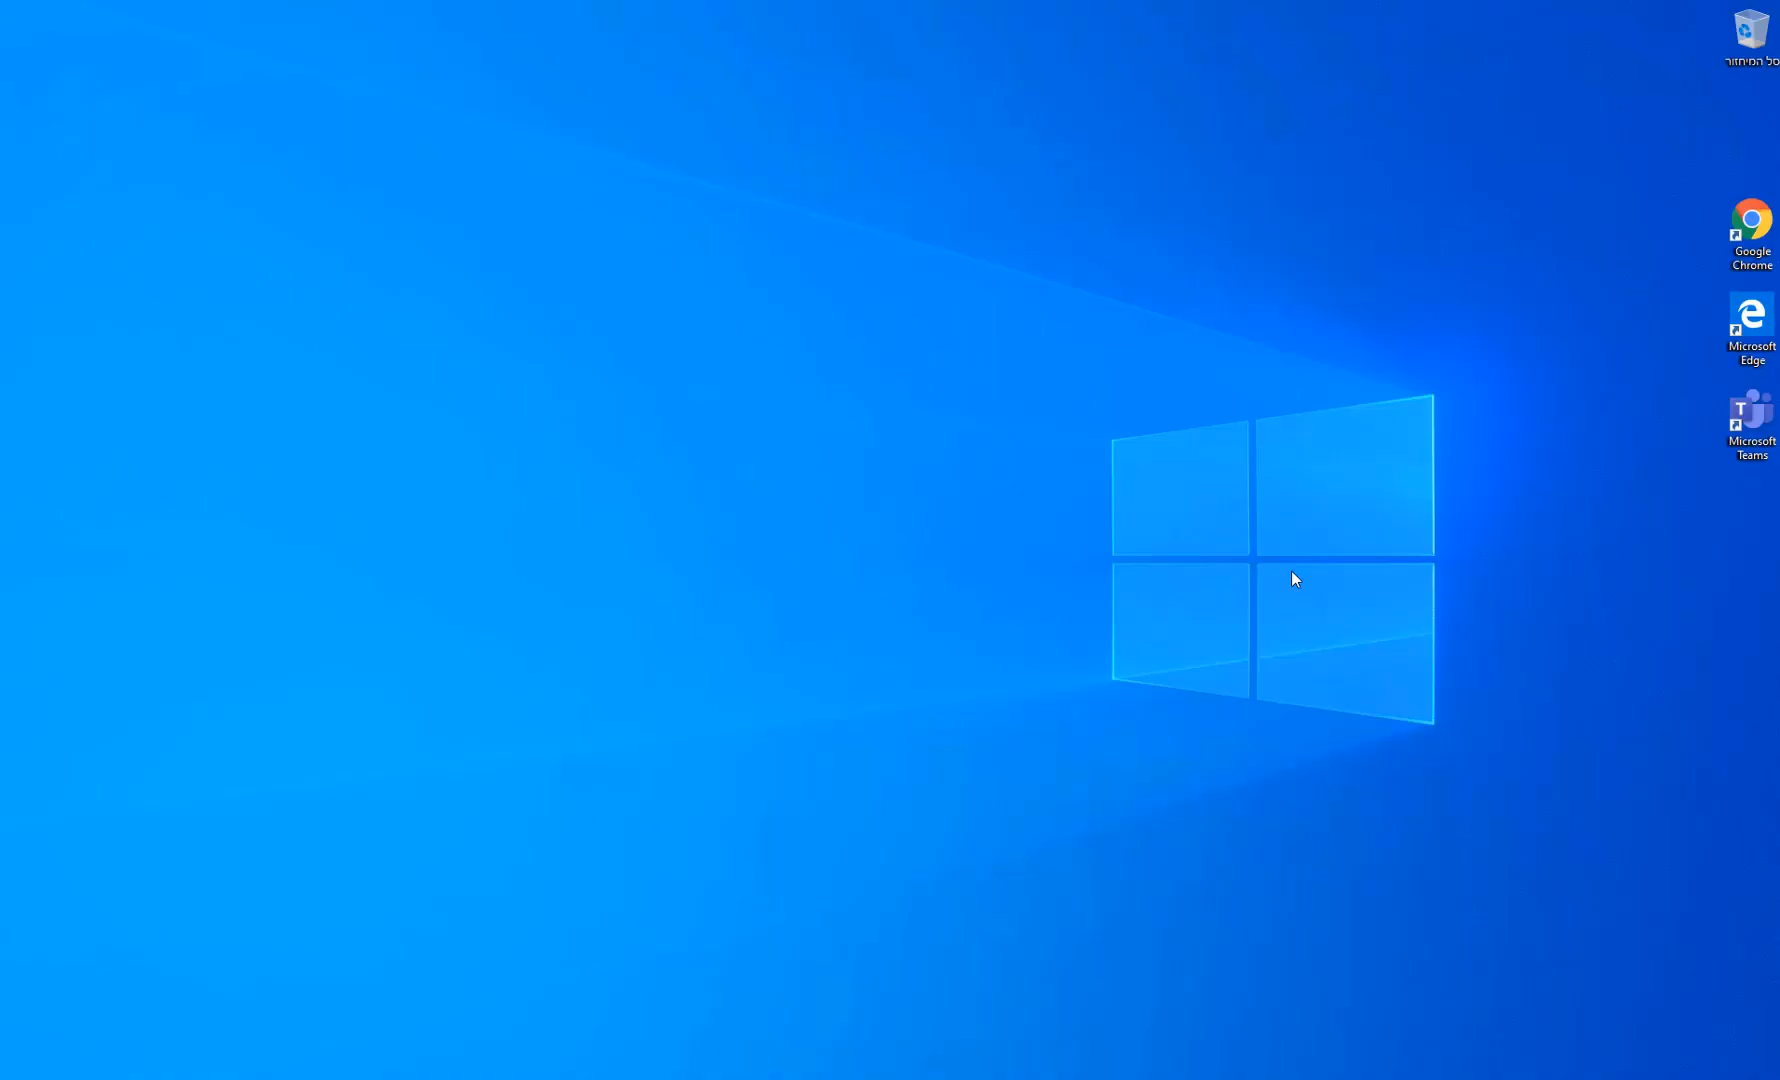 סל המיחזור
Google
Chrome
Microsoft
Edge
Microsoft
Teams